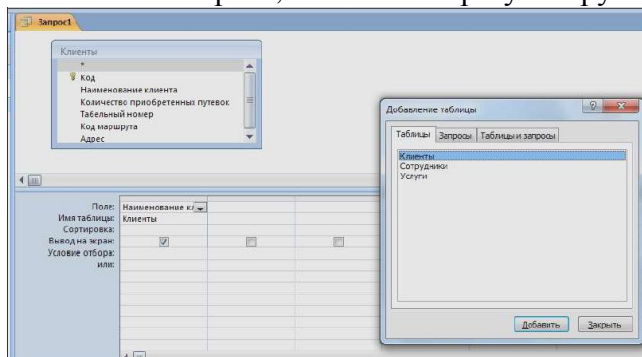 Запрос1
Клиенты
*
Код
Наименование клиента
Количество приобретенных путевок
Табельный номер
Код маршрута
Адрес
Добавление таблицы
Таблицы Запросы Таблицы и запросы
Клиенты
Сотрудники
Услуги
Добавить Закрыть
Поле: Наименование кл
Имя таблицы: Клиенты
Сортировка:
Вывод на экран:
Условие отбора:
или: